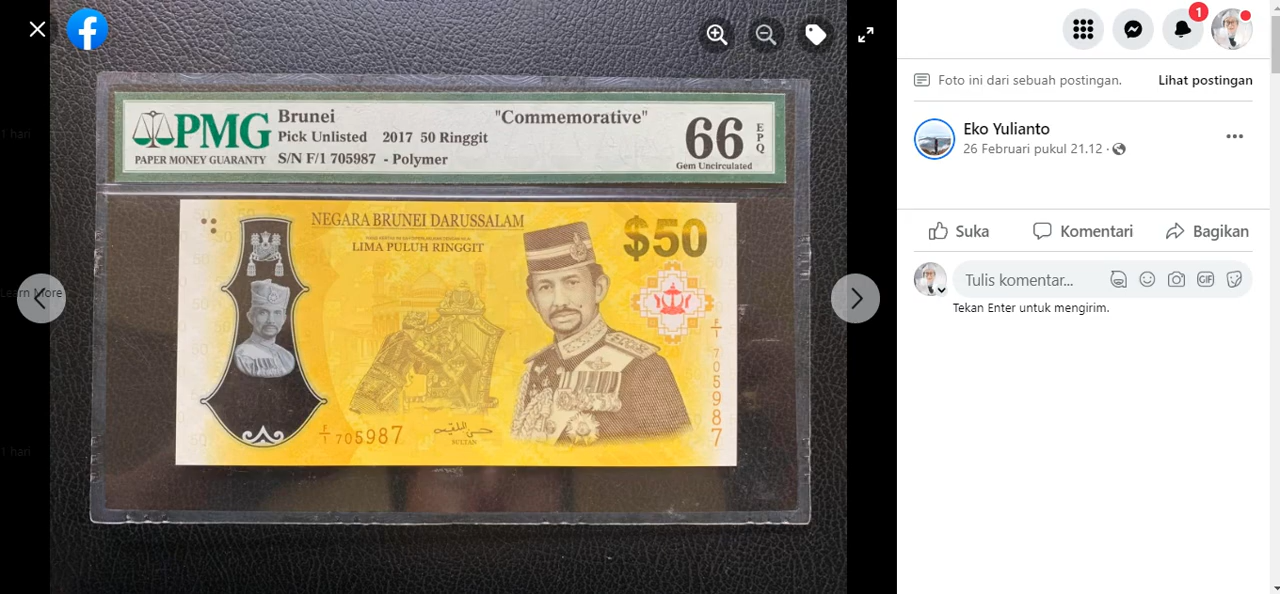 1
Foto ini dari sebuah postingan. Lihat postingan
Eko Yulianto
26 Februari pukul 21.12
Suka Komentari Bagikan
Tulis komentar...
GIF
Tekan Enter untuk mengirim.
1 hari
Learn More
1 hari
PMG
PAPER MONEY GUARANTY
Brunei "Commemorative"
Pick Unlisted 2017 50 Ringgit
S/N F/1 705987 - Polymer
66
EPQ
Gem Uncirculated
NEGARA BRUNEI DARUSSALAM
LIMA PULUH RINGGIT
$50
F/1 705987
F/1 705987
SULTAN